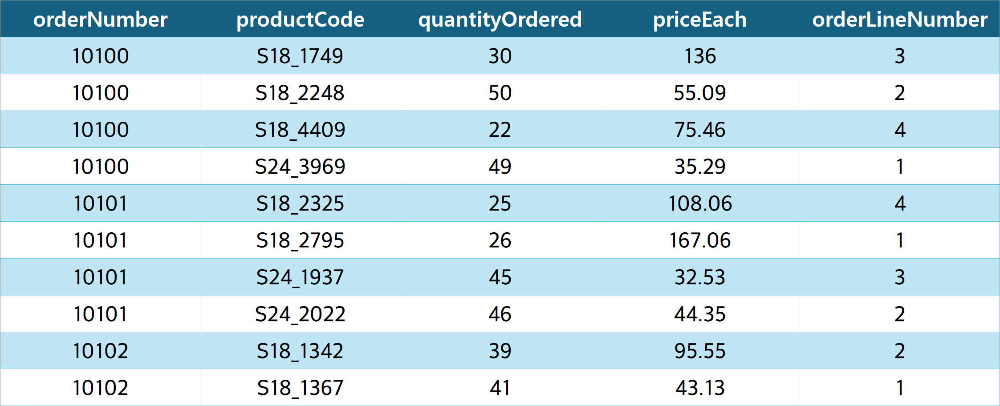 orderNumber productCode quantityOrdered priceEach orderLineNumber
10100 S18_1749 30 136 3
10100 S18_2248 50 55.09 2
10100 S18_4409 22 75.46 4
10100 S24_3969 49 35.29 1
10101 S18_2325 25 108.06 4
10101 S18_2795 26 167.06 1
10101 S24_1937 45 32.53 3
10101 S24_2022 46 44.35 2
10102 S18_1342 39 95.55 2
10102 S18_1367 41 43.13 1